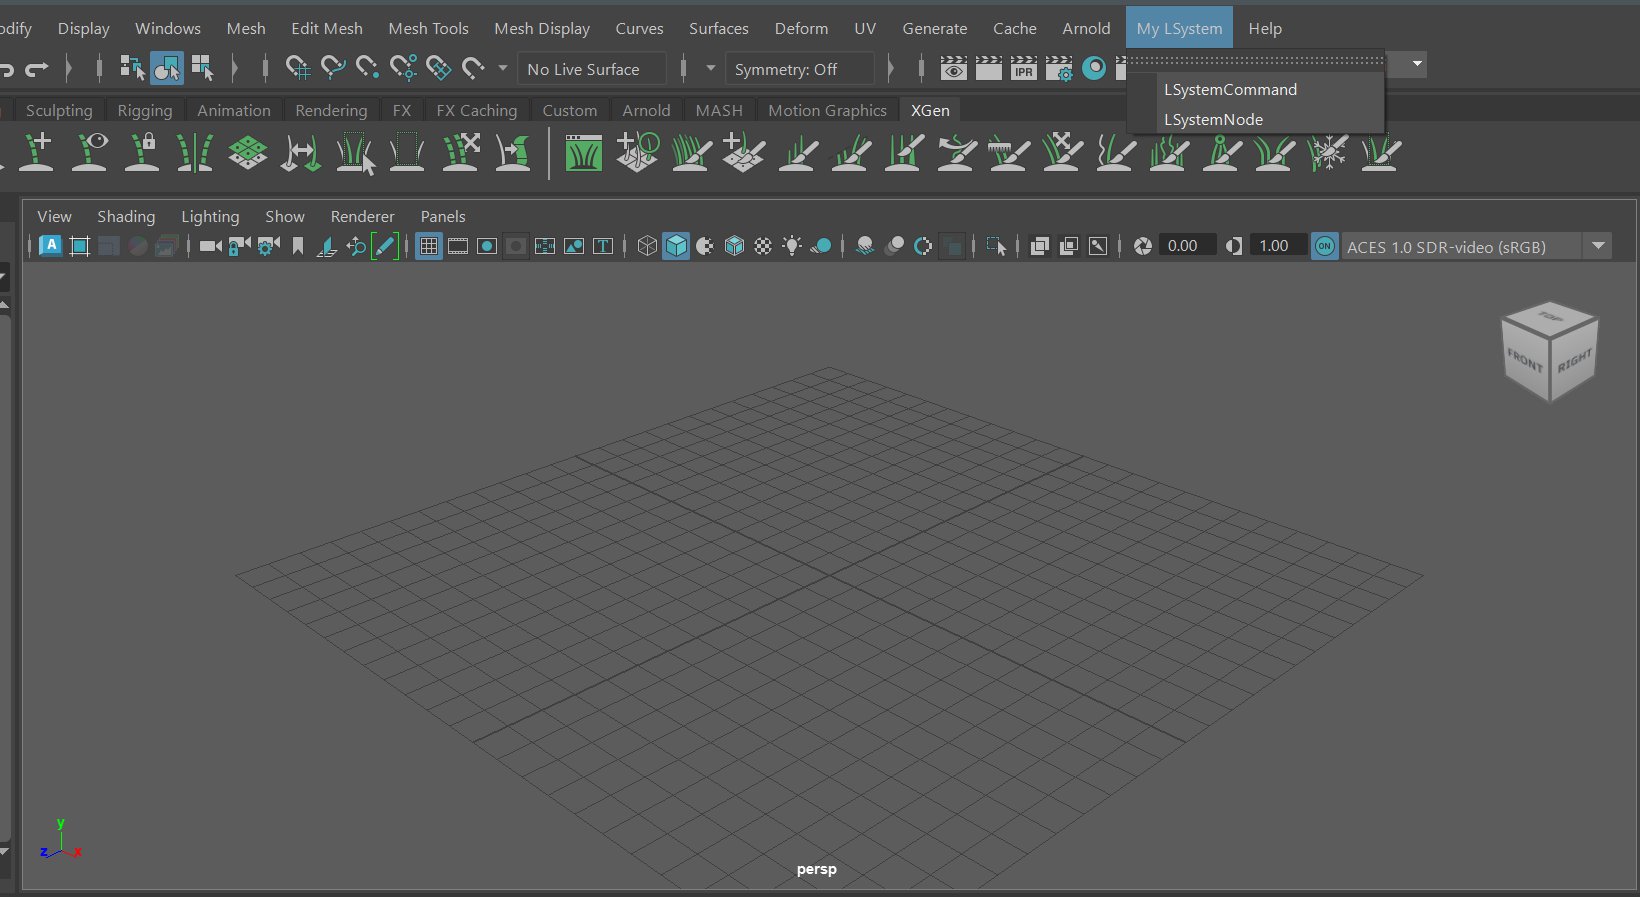 odify Display Windows Mesh Edit Mesh Mesh Tools Mesh Display Curves Surfaces Deform UV Generate Cache Arnold My LSystem Help
No Live Surface Symmetry: Off IPR
LSystemCommand
LSystemNode
Sculpting Rigging Animation Rendering FX FX Caching Custom Arnold MASH Motion Graphics XGen
View Shading Lighting Show Renderer Panels
A T 0.00 1.00 ON ACES 1.0 SDR-video (sRGB)
TOP
FRONT RIGHT
y
z x
persp